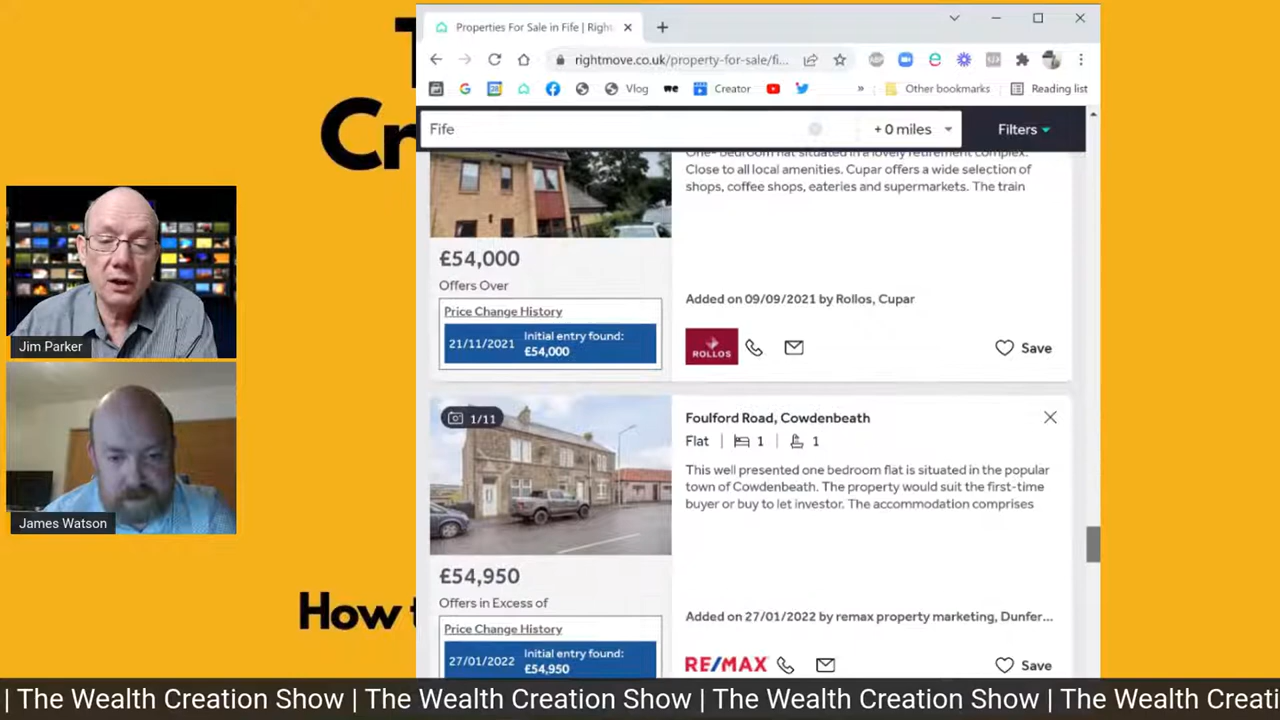 T
Cr
How t
Jim Parker
James Watson
Properties For Sale in Fife | Right
rightmove.co.uk/property-for-sale/fi...
Vlog
Creator
Other bookmarks
Reading list
Fife
+ 0 miles
Filters
One- bedroom flat situated in a lovely retirement complex.
Close to all local amenities. Cupar offers a wide selection of
shops, coffee shops, eateries and supermarkets. The train
£54,000
Offers Over
Price Change History
21/11/2021
Initial entry found:
£54,000
Added on 09/09/2021 by Rollos, Cupar
ROLLOS
Save
1/11
Foulford Road, Cowdenbeath
Flat | 1 | 1
This well presented one bedroom flat is situated in the popular
town of Cowdenbeath. The property would suit the first-time
buyer or buy to let investor. The accommodation comprises
£54,950
Offers in Excess of
Price Change History
27/01/2022
Initial entry found:
£54,950
Added on 27/01/2022 by remax property marketing, Dunfer...
RE/MAX
Save
| The Wealth Creation Show | The Wealth Creation Show | The Wealth Creation Show | The Wealth Creati